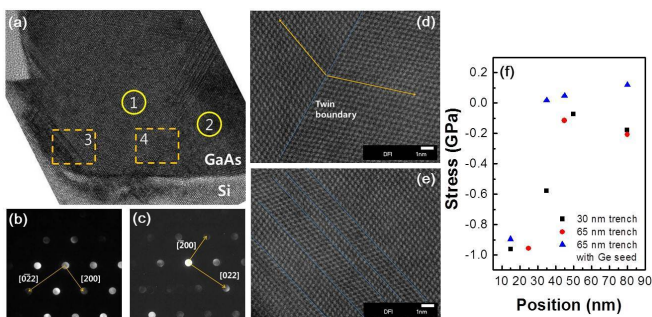 (a)
1
2
3
4
GaAs
Si
(b)
[0̄22]
[200]
(c)
[200]
[022]
(d)
Twin
boundary
DFI
1nm
(e)
DFI
1nm
(f)
Stress (GPa)
0.2
0.0
-0.2
-0.4
-0.6
-0.8
-1.0
30 nm trench
65 nm trench
65 nm trench
with Ge seed
10 20 30 40 50 60 70 80 90
Position (nm)